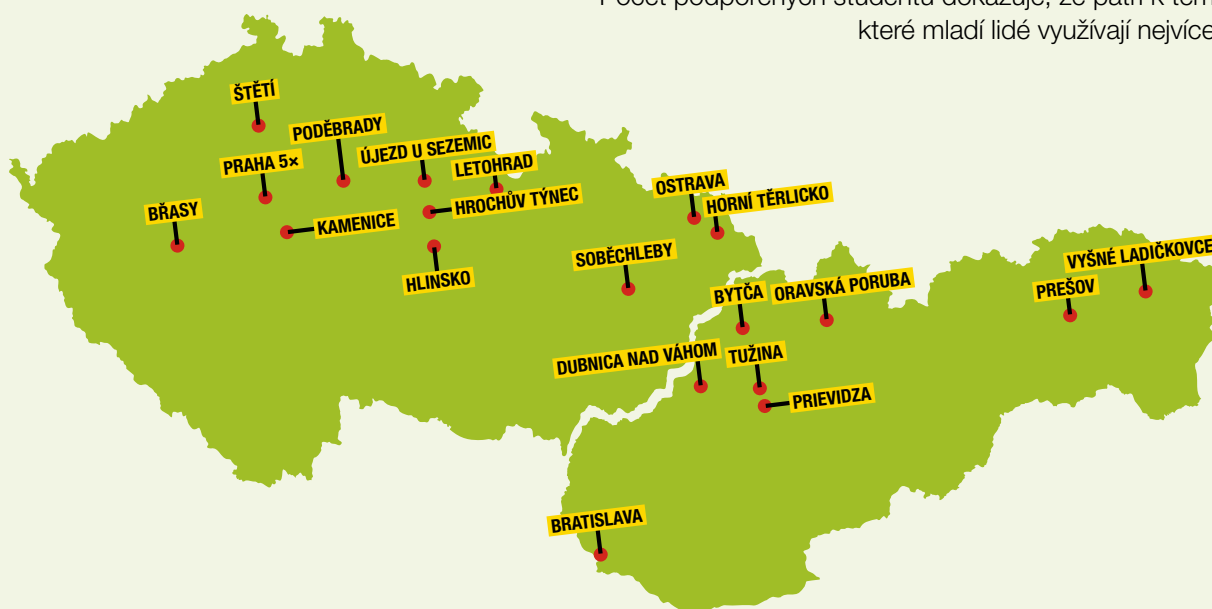 které mladí lidé využívají nejvíce
ŠTĚTÍ
PODĚBRADY
ÚJEZD U SEZEMIC
PRAHA 5×
LETOHRAD
OSTRAVA
HROCHŮV TÝNEC
HORNÍ TĚRLICKO
BŘASY
KAMENICE
VYŠNÉ LADIČKOVCE
SOBĚCHLEBY
HLINSKO
BYTČA
ORAVSKÁ PORUBA
PREŠOV
DUBNICA NAD VÁHOM
TUŽINA
PRIEVIDZA
BRATISLAVA